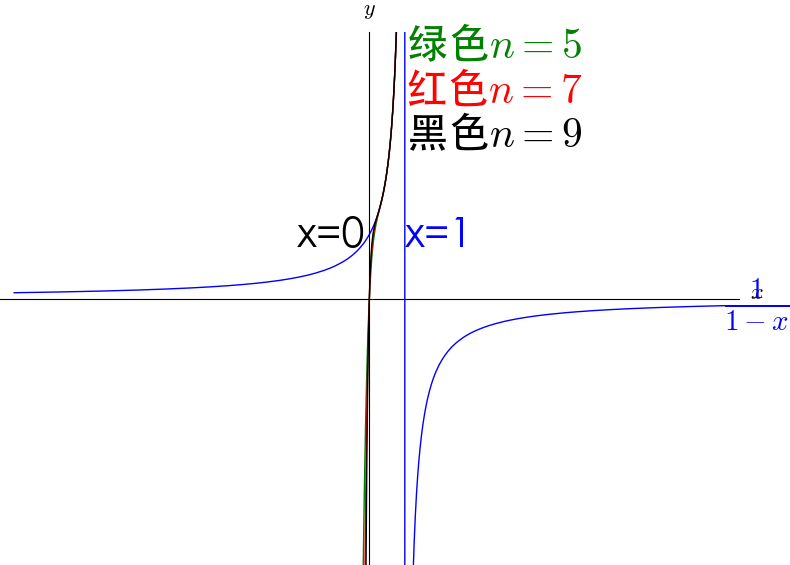 y
绿色n = 5
红色n = 7
黑色n = 9
x=0
x=1
x
1
1 − x